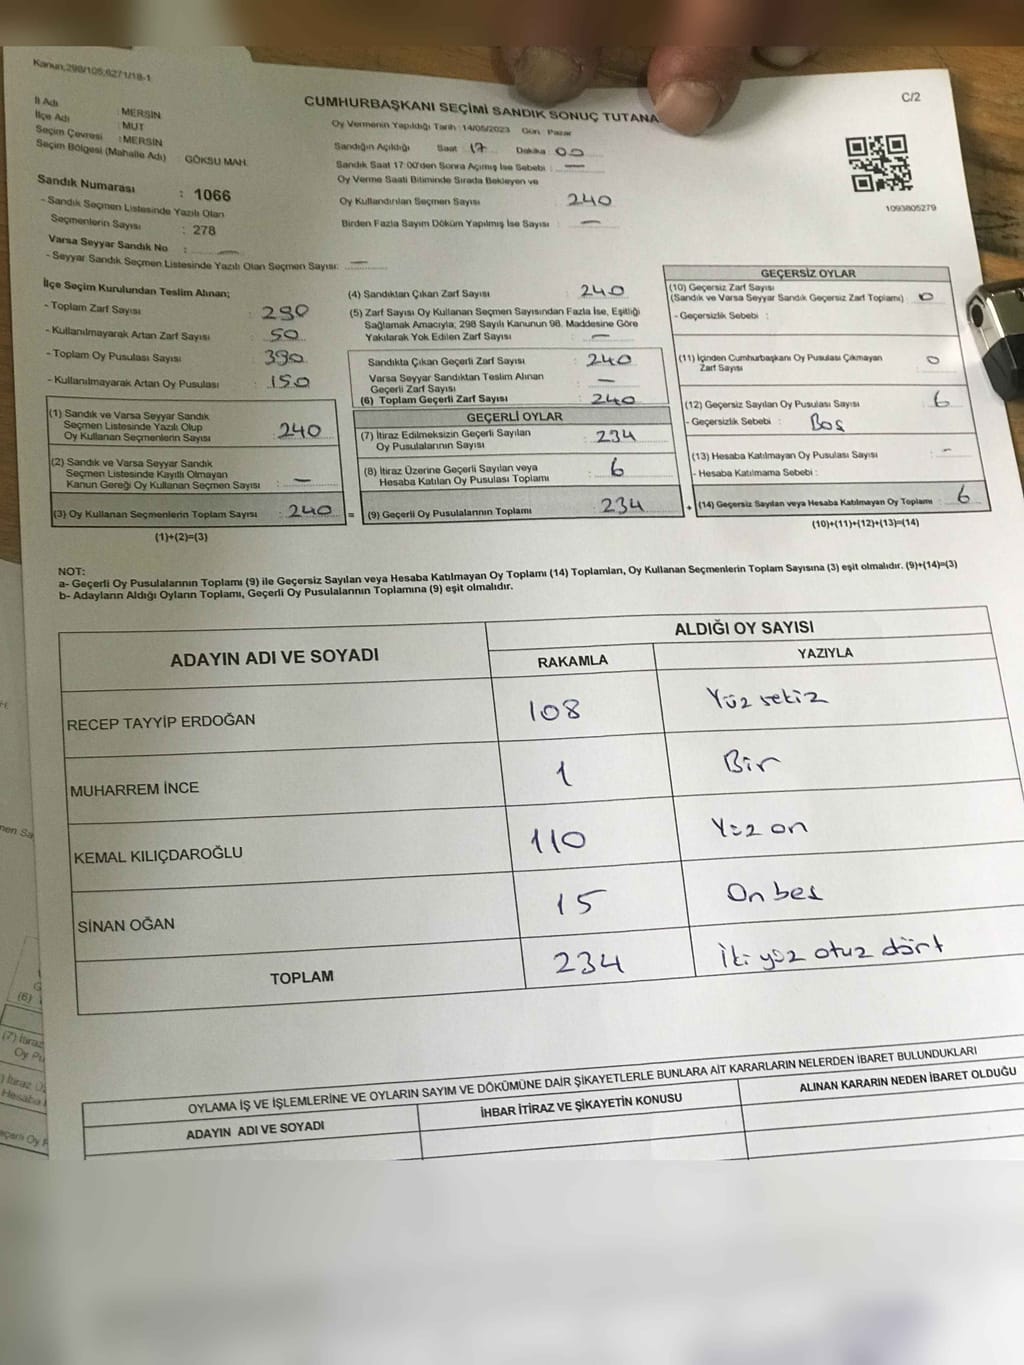 Kanun;298/105;6271/18-1
C/2
CUMHURBAŞKANI SEÇİMİ SANDIK SONUÇ TUTANA
İl Adı : MERSİN
İlçe Adı : MUT
Seçim Çevresi : MERSİN
Seçim Bölgesi (Mahalle Adı) GÖKSU MAH.
Sandık Numarası : 1066
- Sandık Seçmen Listesinde Yazılı Olan
Seçmenlerin Sayısı : 278
Varsa Seyyar Sandık No : —
- Seyyar Sandık Seçmen Listesinde Yazılı Olan Seçmen Sayısı: —
Oy Vermenin Yapıldığı Tarih : 14/05/2023 Gün Pazar
Sandığın Açıldığı Saat : 17 Dakika 00
Sandık Saat 17:00'den Sonra Açımış İse Sebebi : —
Oy Verme Saati Bitiminde Sırada Bekleyen ve
Oy Kullandırılan Seçmen Sayısı 240
Birden Fazla Sayım Döküm Yapılmış İse Sayısı : —
1093805279
İlçe Seçim Kurulundan Teslim Alınan;
- Toplam Zarf Sayısı : 290
- Kullanılmayarak Artan Zarf Sayısı : 50
- Toplam Oy Pusulası Sayısı : 390
- Kullanılmayarak Artan Oy Pusulası : 150
(1) Sandık ve Varsa Seyyar Sandık
Seçmen Listesinde Yazılı Olup
Oy Kullanan Seçmenlerin Sayısı : 240
(2) Sandık ve Varsa Seyyar Sandık
Seçmen Listesinde Kayıtlı Olmayan
Kanun Gereği Oy Kullanan Seçmen Sayısı : —
(3) Oy Kullanan Seçmenlerin Toplam Sayısı : 240 =
(1)+(2)=(3)
(4) Sandıktan Çıkan Zarf Sayısı : 240
(5) Zarf Sayısı Oy Kullanan Seçmen Sayısından Fazla İse, Eşitliği
Sağlamak Amacıyla; 298 Sayılı Kanunun 98. Maddesine Göre
Yakılarak Yok Edilen Zarf Sayısı : —
Sandıkta Çıkan Geçerli Zarf Sayısı : 240
Varsa Seyyar Sandıktan Teslim Alınan
Geçerli Zarf Sayısı : —
(6) Toplam Geçerli Zarf Sayısı : 240
GEÇERLİ OYLAR
(7) İtiraz Edilmeksizin Geçerli Sayılan
Oy Pusulasının Sayısı : 234
(8) İtiraz Üzerine Geçerli Sayılan veya
Hesaba Katılan Oy Pusulası Toplamı : 6
(9) Geçerli Oy Pusulalarının Toplamı : 234 +
GEÇERSİZ OYLAR
(10) Geçersiz Zarf Sayısı
(Sandık ve Varsa Seyyar Sandık Geçersiz Zarf Toplamı) : 0
- Geçersizlik Sebebi :
(11) İçinden Cumhurbaşkanı Oy Pusulası Çıkmayan
Zarf Sayısı : 0
(12) Geçersiz Sayılan Oy Pusulası Sayısı : 6
- Geçersizlik Sebebi : Boş
(13) Hesaba Katılmayan Oy Pusulası Sayısı : -
- Hesaba Katılmama Sebebi :
(14) Geçersiz Sayılan veya Hesaba Katılmayan Oy Toplamı : 6
(10)+(11)+(12)+(13)=(14)
NOT:
a- Geçerli Oy Pusulalarının Toplamı (9) ile Geçersiz Sayılan veya Hesaba Katılmayan Oy Toplamı (14) Toplamları, Oy Kullanan Seçmenlerin Toplam Sayısına (3) eşit olmalıdır. (9)+(14)=(3)
b- Adayların Aldığı Oyların Toplamı, Geçerli Oy Pusulalarının Toplamına (9) eşit olmalıdır.
ADAYIN ADI VE SOYADI ALDIĞI OY SAYISI
RAKAMLA YAZIYLA
RECEP TAYYİP ERDOĞAN 108 Yüz sekiz
MUHARREM İNCE 1 Bir
KEMAL KILIÇDAROĞLU 110 Yüz on
SİNAN OĞAN 15 On beş
TOPLAM 234 İki yüz otuz dört
OYLAMA İŞ VE İŞLEMLERİNE VE OYLARIN SAYIM VE DÖKÜMÜNE DAİR ŞİKAYETLERLE BUNLARA AİT KARARLARIN NELERDEN İBARET BULUNDUKLARI
ADAYIN ADI VE SOYADI İHBAR İTİRAZ VE ŞİKAYETİN KONUSU ALINAN KARARIN NEDEN İBARET OLDUĞU